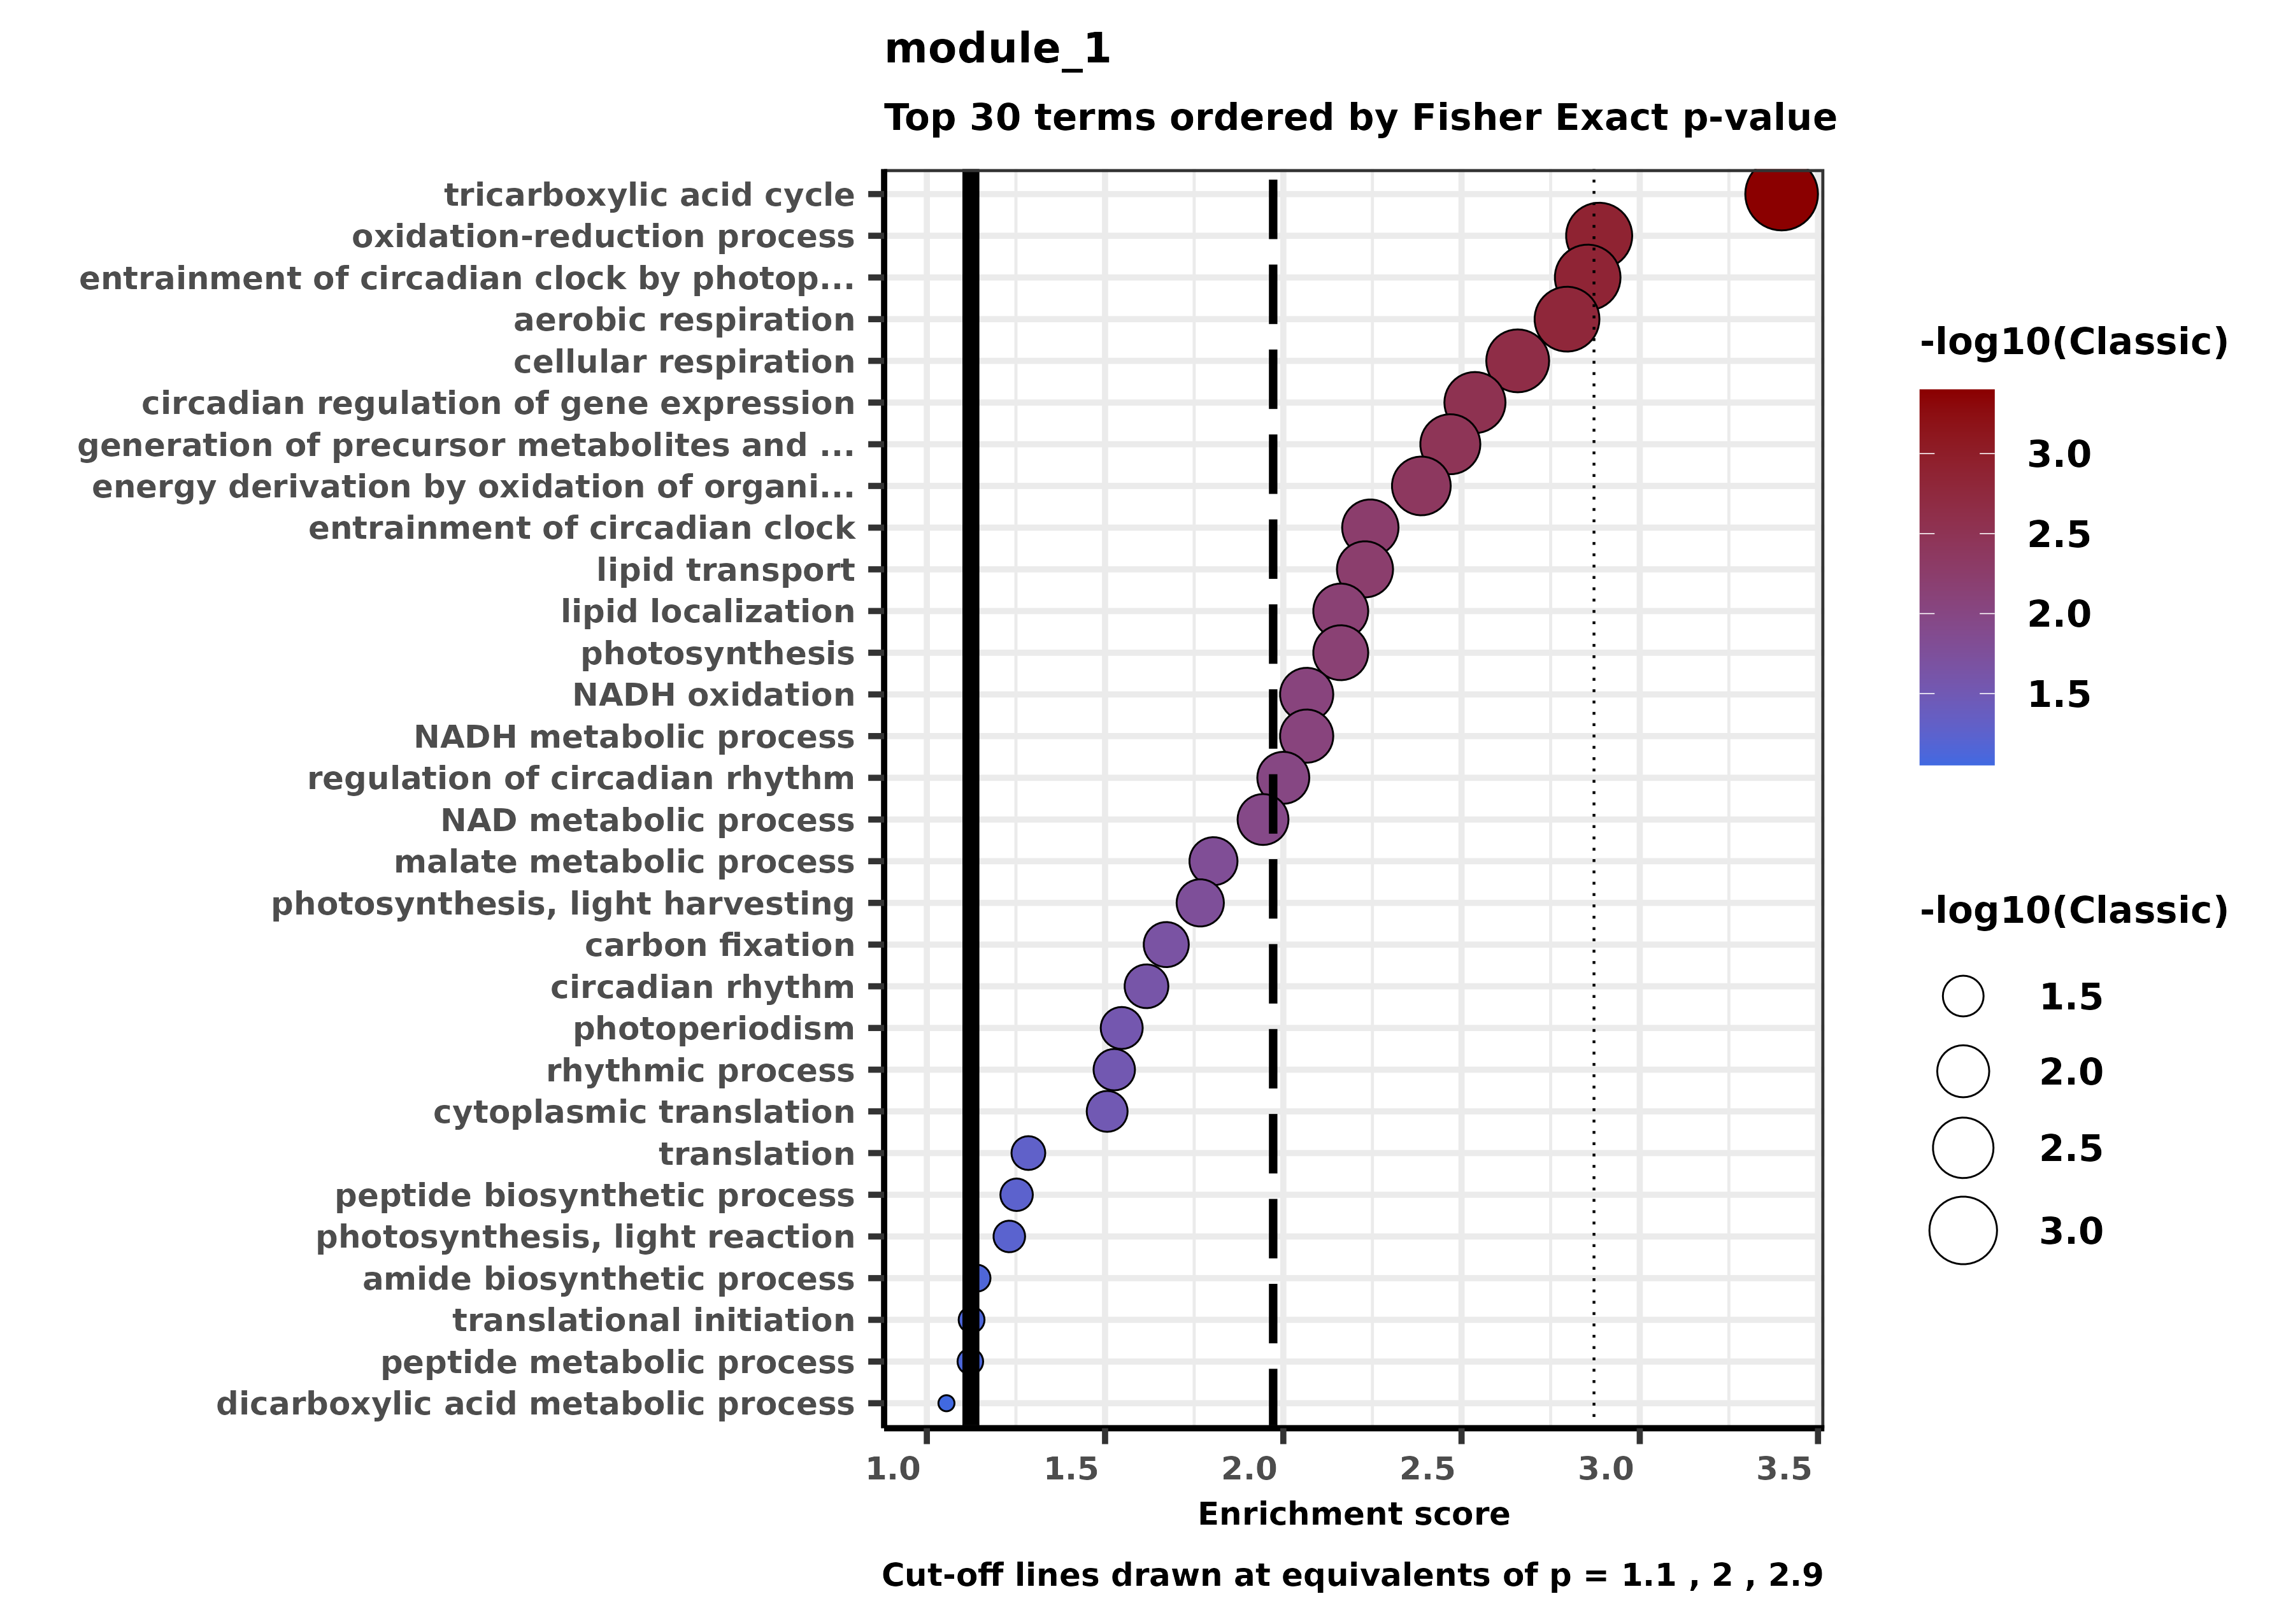 module_1
Top 30 terms ordered by Fisher Exact p-value
tricarboxylic acid cycle
oxidation-reduction process
entrainment of circadian clock by photop...
aerobic respiration
cellular respiration
circadian regulation of gene expression
generation of precursor metabolites and ...
energy derivation by oxidation of organi...
entrainment of circadian clock
lipid transport
lipid localization
photosynthesis
NADH oxidation
NADH metabolic process
regulation of circadian rhythm
NAD metabolic process
malate metabolic process
photosynthesis, light harvesting
carbon fixation
circadian rhythm
photoperiodism
rhythmic process
cytoplasmic translation
translation
peptide biosynthetic process
photosynthesis, light reaction
amide biosynthetic process
translational initiation
peptide metabolic process
dicarboxylic acid metabolic process
1.0 1.5 2.0 2.5 3.0 3.5
Enrichment score
Cut-off lines drawn at equivalents of p = 1.1 , 2 , 2.9
-log10(Classic)
3.0
2.5
2.0
1.5
-log10(Classic)
1.5
2.0
2.5
3.0